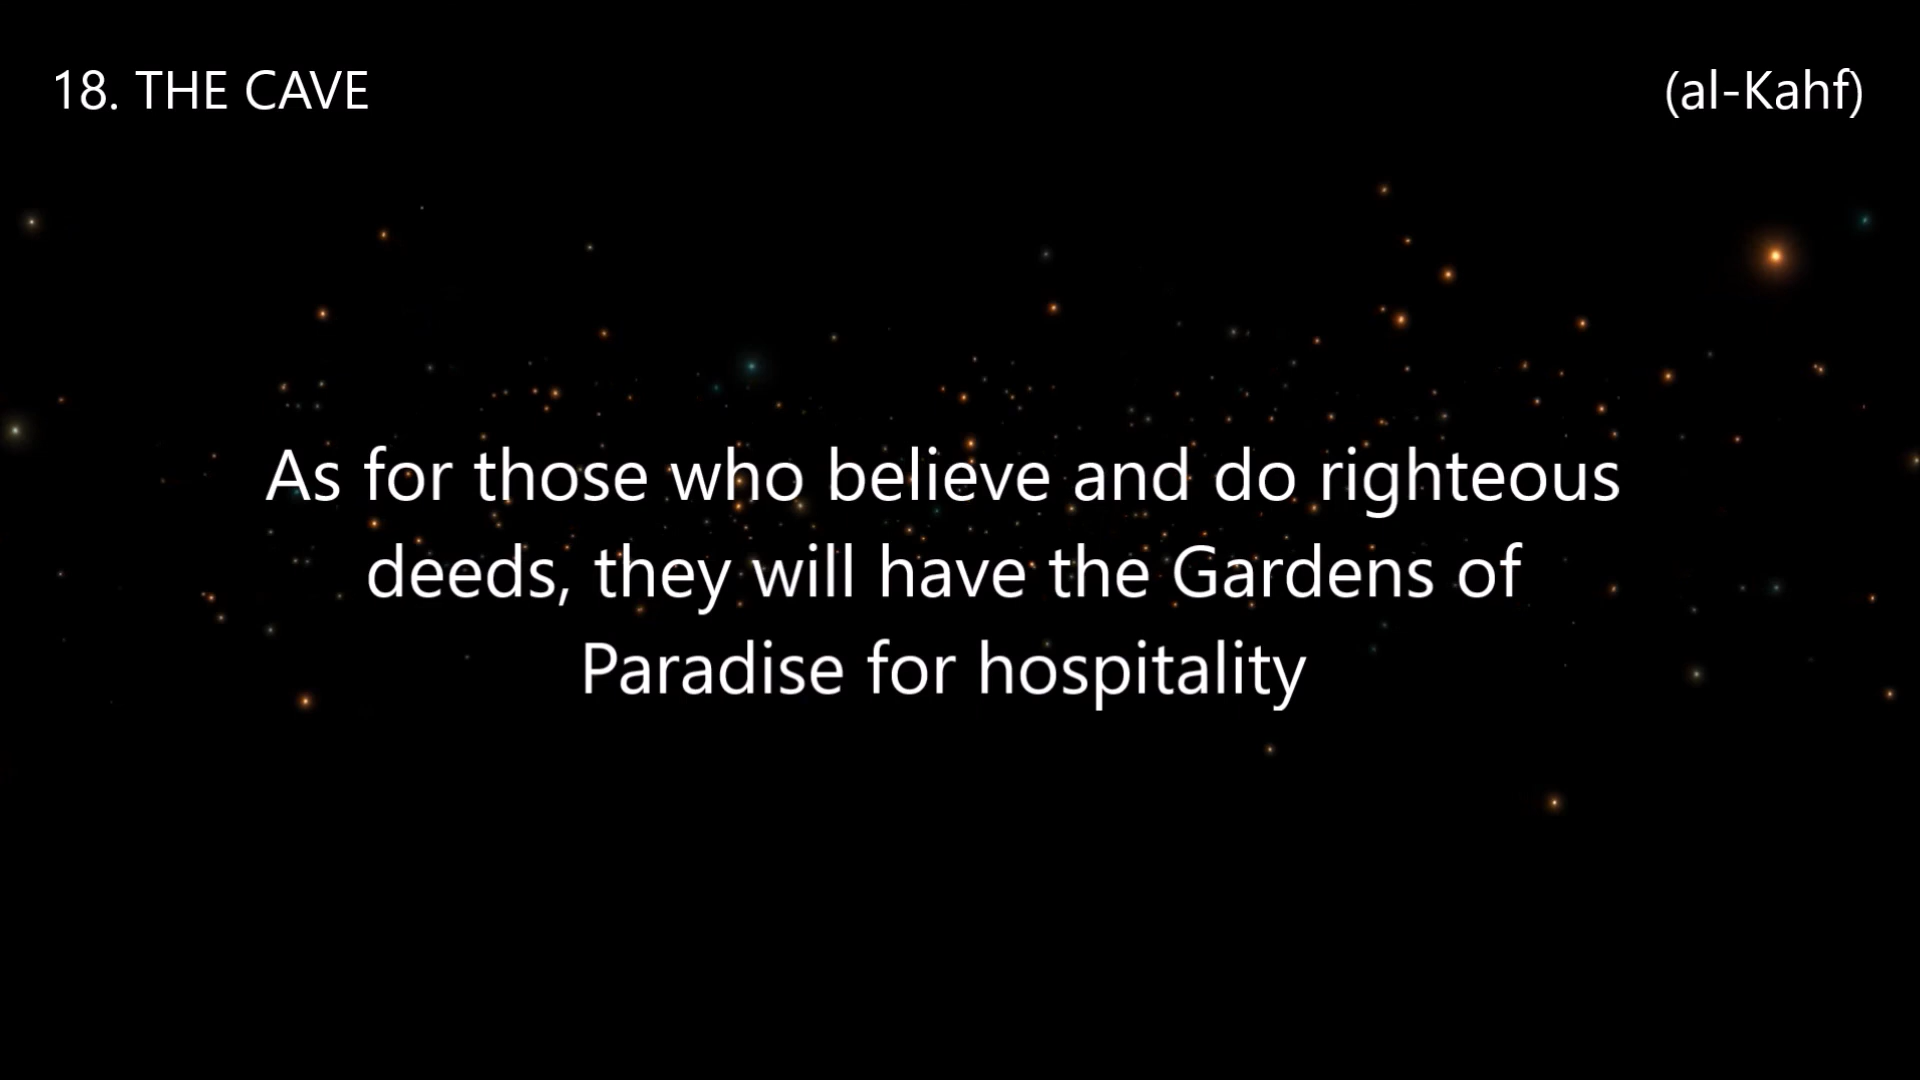 18. THE CAVE
(al-Kahf)
As for those who believe and do righteous
deeds, they will have the Gardens of
Paradise for hospitality